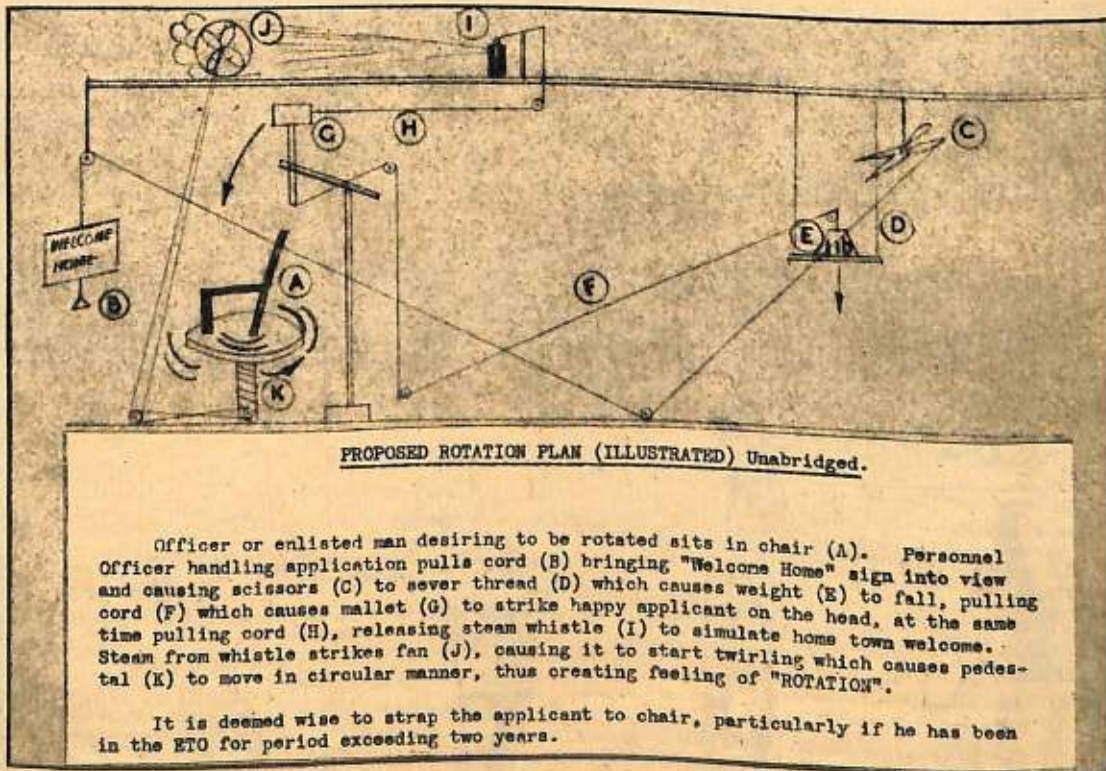 J
I
G
H
C
WELCOME
HOME-
E
D
A
F
B
K
PROPOSED ROTATION PLAN (ILLUSTRATED) Unabridged.
Officer or enlisted man desiring to be rotated sits in chair (A). Personnel
Officer handling application pulls cord (B) bringing "Welcome Home" sign into view
and causing scissors (C) to sever thread (D) which causes weight (E) to fall, pulling
cord (F) which causes mallet (G) to strike happy applicant on the head, at the same
time pulling cord (H), releasing steam whistle (I) to simulate home town welcome.
Steam from whistle strikes fan (J), causing it to start twirling which causes pedes-
tal (K) to move in circular manner, thus creating feeling of "ROTATION".
It is deemed wise to strap the applicant to chair, particularly if he has been
in the ETO for period exceeding two years.